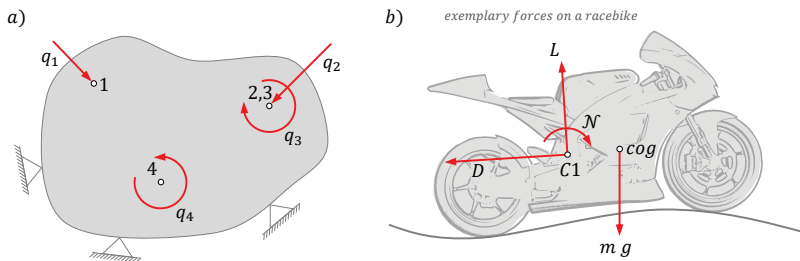 a)
q₁
1
q₂
2,3
q₃
4
q₄
b) exemplary forces on a racebike
L
𝒩
D
C1
cog
m g